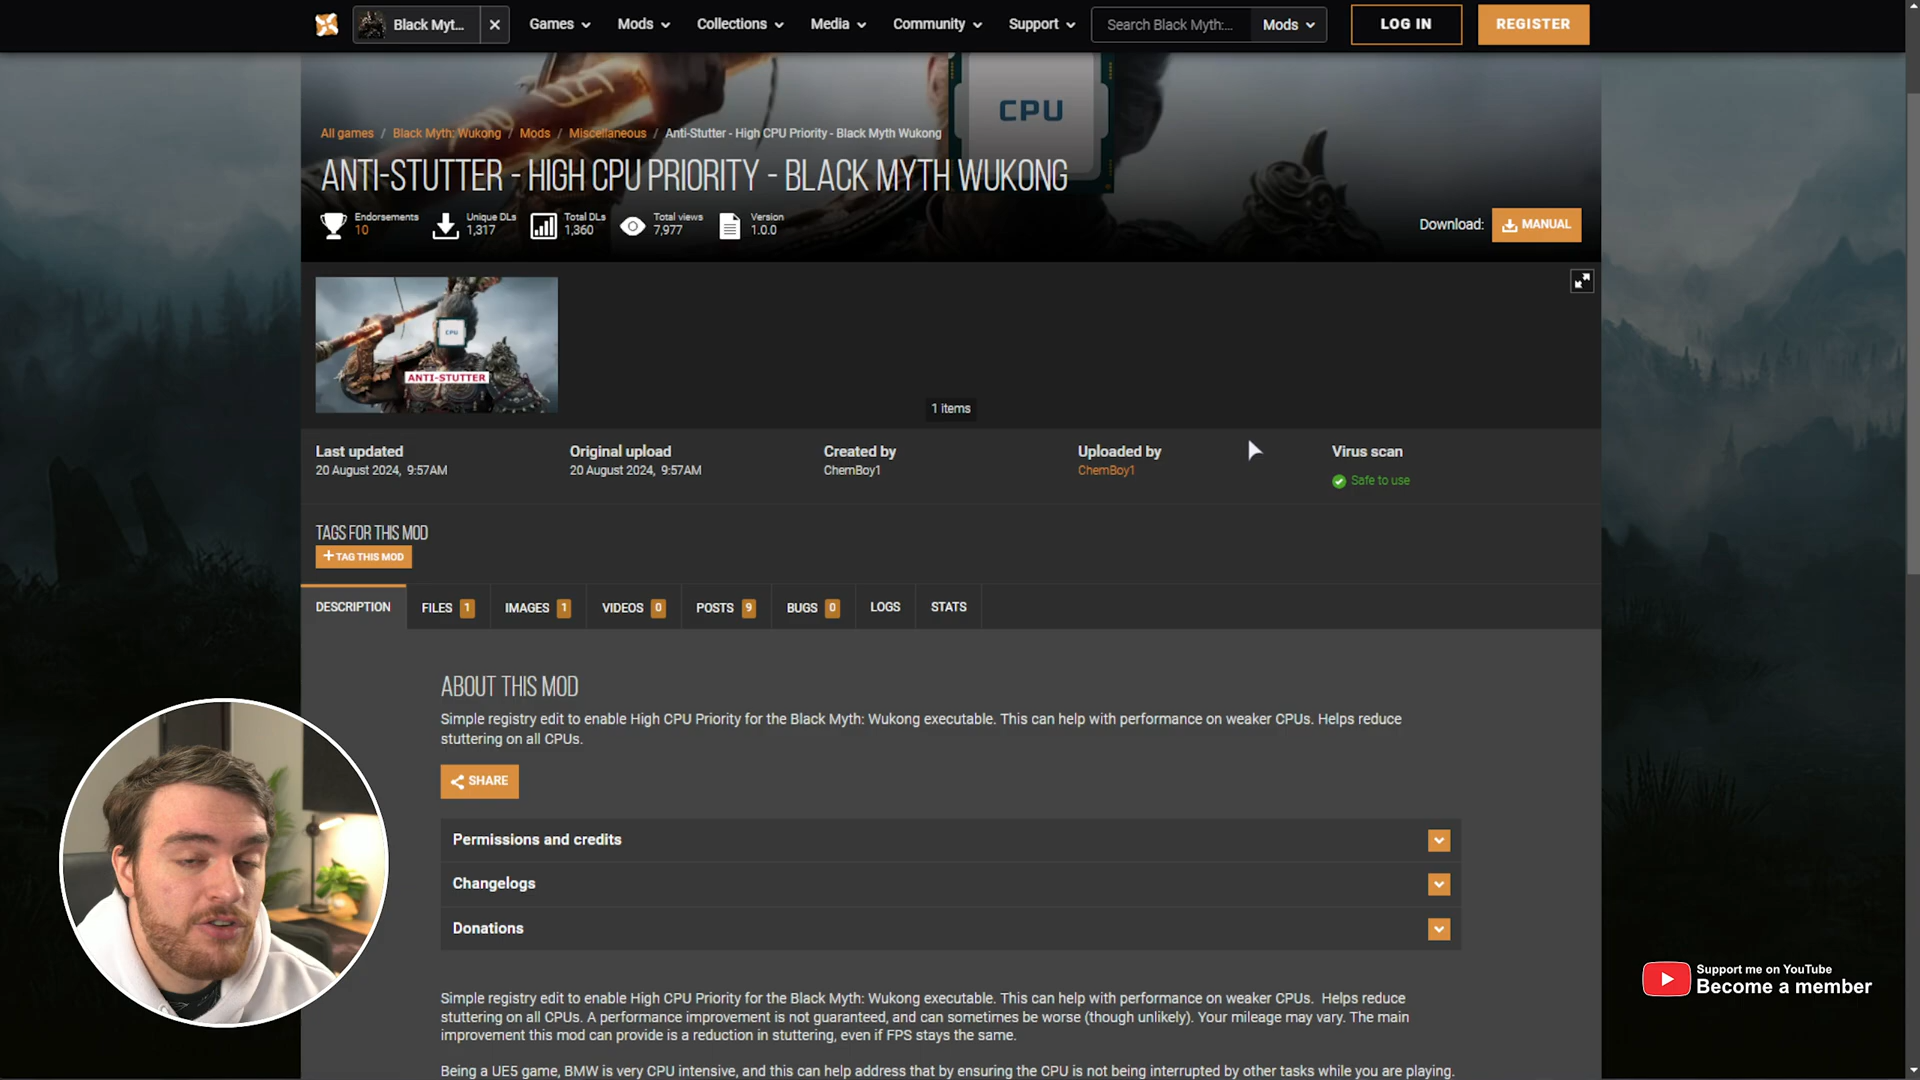 Black Myt...
Games
Mods
Collections
Media
Community
Support
Search Black Myth:...
Mods
LOG IN
REGISTER
CPU
All games / Black Myth: Wukong / Mods / Miscellaneous / Anti-Stutter - High CPU Priority - Black Myth Wukong
ANTI-STUTTER - HIGH CPU PRIORITY - BLACK MYTH WUKONG
Endorsements
10
Unique DLs
1,317
Total DLs
1,360
Total views
7,977
Version
1.0.0
Download:
MANUAL
CPU
ANTI-STUTTER
1 items
Last updated
20 August 2024, 9:57AM
Original upload
20 August 2024, 9:57AM
Created by
ChemBoy1
Uploaded by
ChemBoy1
Virus scan
Safe to use
TAGS FOR THIS MOD
+ TAG THIS MOD
DESCRIPTION
FILES 1
IMAGES 1
VIDEOS 0
POSTS 9
BUGS 0
LOGS
STATS
ABOUT THIS MOD
Simple registry edit to enable High CPU Priority for the Black Myth: Wukong executable. This can help with performance on weaker CPUs. Helps reduce
stuttering on all CPUs.
SHARE
Permissions and credits
Changelogs
Donations
Simple registry edit to enable High CPU Priority for the Black Myth: Wukong executable. This can help with performance on weaker CPUs.  Helps reduce
stuttering on all CPUs. A performance improvement is not guaranteed, and can sometimes be worse (though unlikely). Your mileage may vary. The main
improvement this mod can provide is a reduction in stuttering, even if FPS stays the same.
Being a UE5 game, BMW is very CPU intensive, and this can help address that by ensuring the CPU is not being interrupted by other tasks while you are playing.
Support me on YouTube
Become a member